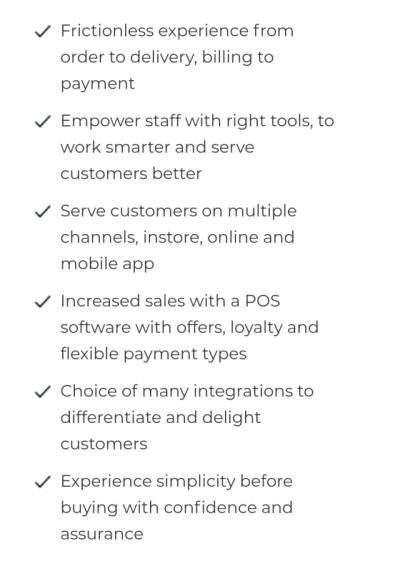 Frictionless experience from
order to delivery, billing to
payment
Empower staff with right tools, to
work smarter and serve
customers better
Serve customers on multiple
channels, instore, online and
mobile app
Increased sales with a POS
software with offers, loyalty and
flexible payment types
Choice of many integrations to
differentiate and delight
customers
Experience simplicity before
buying with confidence and
assurance